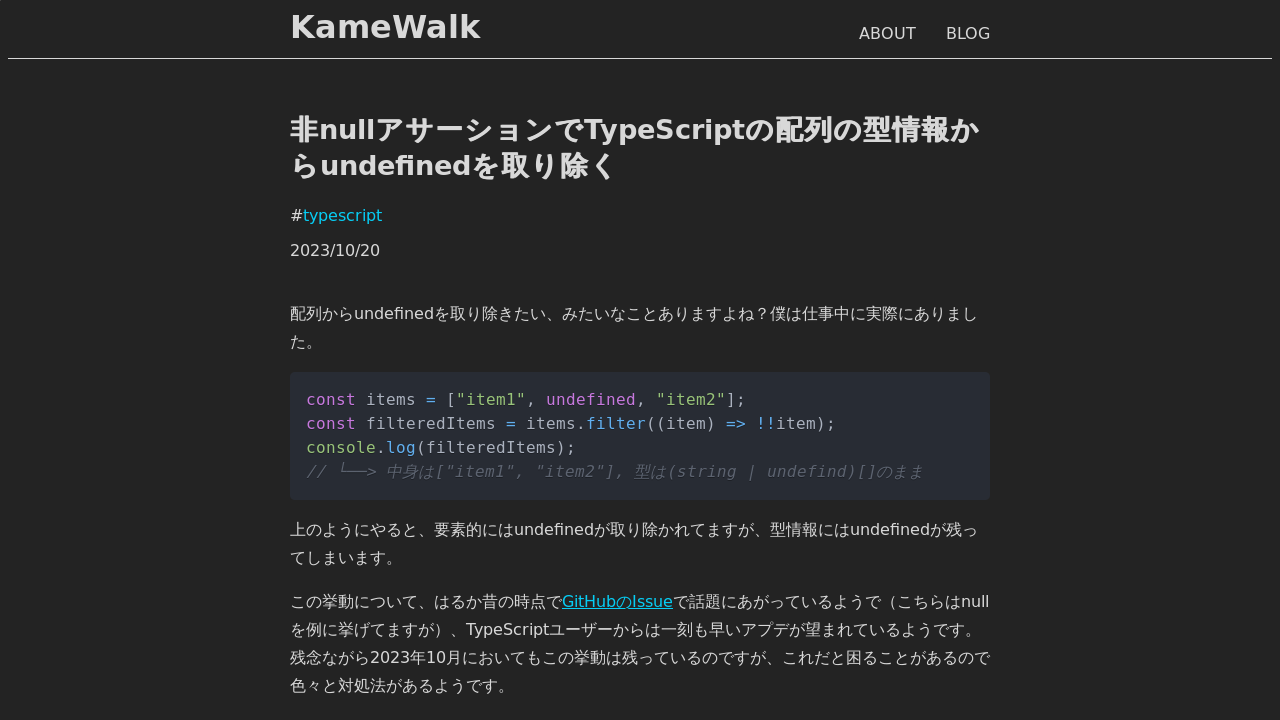 KameWalk
ABOUT BLOG
非nullアサーションでTypeScriptの配列の型情報か
らundefinedを取り除く
#typescript
2023/10/20
配列からundefinedを取り除きたい、みたいなことありますよね？僕は仕事中に実際にありまし
た。
const items = ["item1", undefined, "item2"];
const filteredItems = items.filter((item) => !!item);
console.log(filteredItems);
// └──> 中身は["item1", "item2"], 型は(string | undefind)[]のまま
上のようにやると、要素的にはundefinedが取り除かれてますが、型情報にはundefinedが残っ
てしまいます。
この挙動について、はるか昔の時点でGitHubのIssueで話題にあがっているようで（こちらはnull
を例に挙げてますが）、TypeScriptユーザーからは一刻も早いアプデが望まれているようです。
残念ながら2023年10月においてもこの挙動は残っているのですが、これだと困ることがあるので
色々と対処法があるようです。